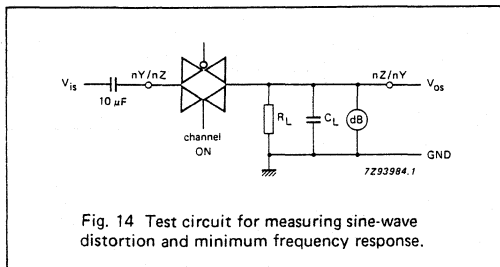 nY/nZ
nZ/nY
Vis
Vos
10 µF
RL
CL
dB
channel
ON
GND
7Z93984.1
Fig. 14 Test circuit for measuring sine-wave
distortion and minimum frequency response.